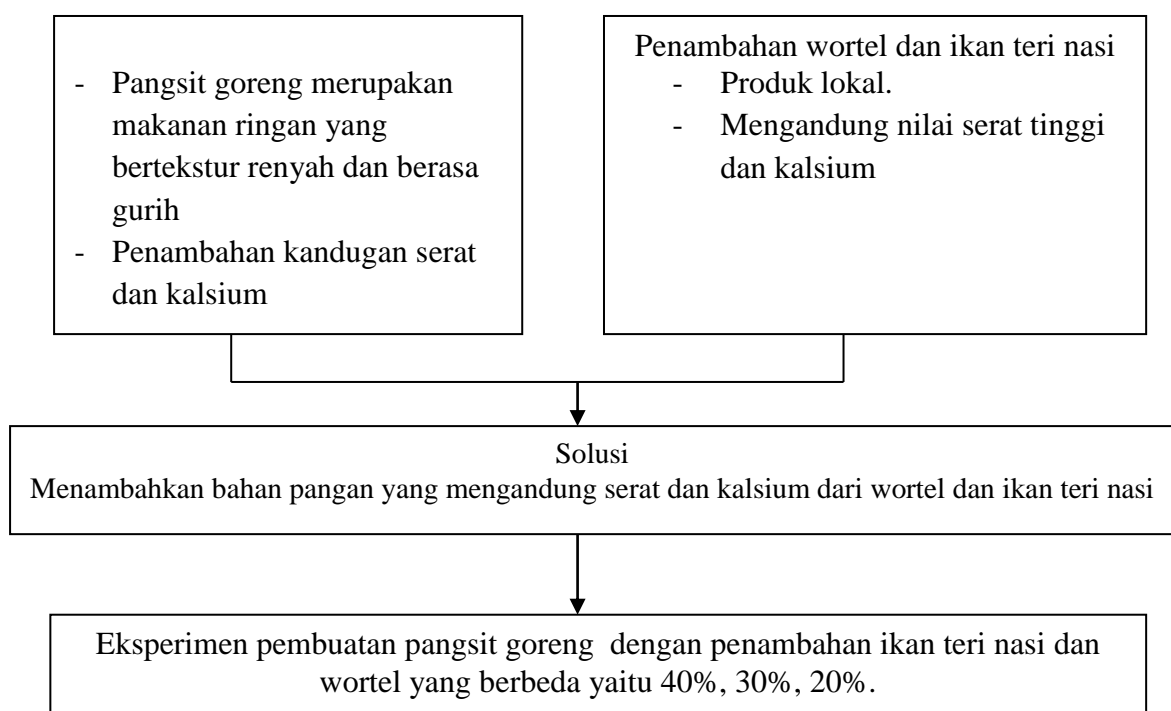 - Pangsit goreng merupakan
makanan ringan yang
bertekstur renyah dan berasa
gurih
- Penambahan kandugan serat
dan kalsium
Penambahan wortel dan ikan teri nasi
- Produk lokal.
- Mengandung nilai serat tinggi
dan kalsium
Solusi
Menambahkan bahan pangan yang mengandung serat dan kalsium dari wortel dan ikan teri nasi
Eksperimen pembuatan pangsit goreng dengan penambahan ikan teri nasi dan
wortel yang berbeda yaitu 40%, 30%, 20%.